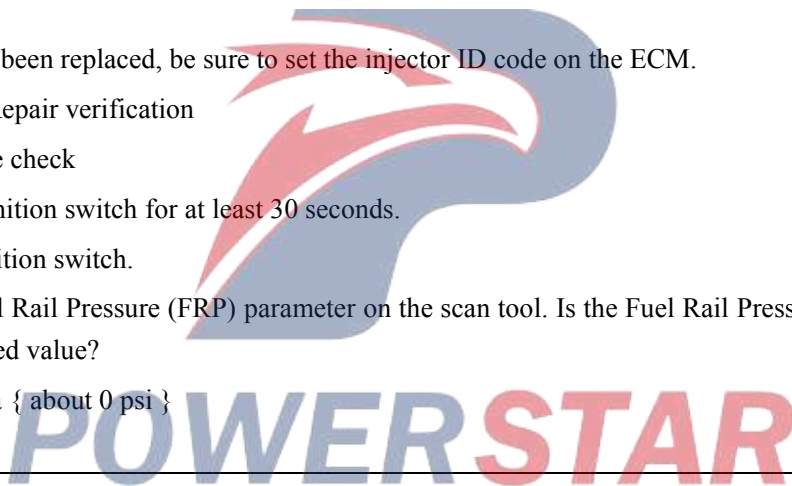 been replaced, be sure to set the injector ID code on the ECM.
epair verification
check
nition switch for at least 30 seconds.
ition switch.
l Rail Pressure (FRP) parameter on the scan tool. Is the Fuel Rail Press
ed value?
{ about 0 psi }
POWERSTAR